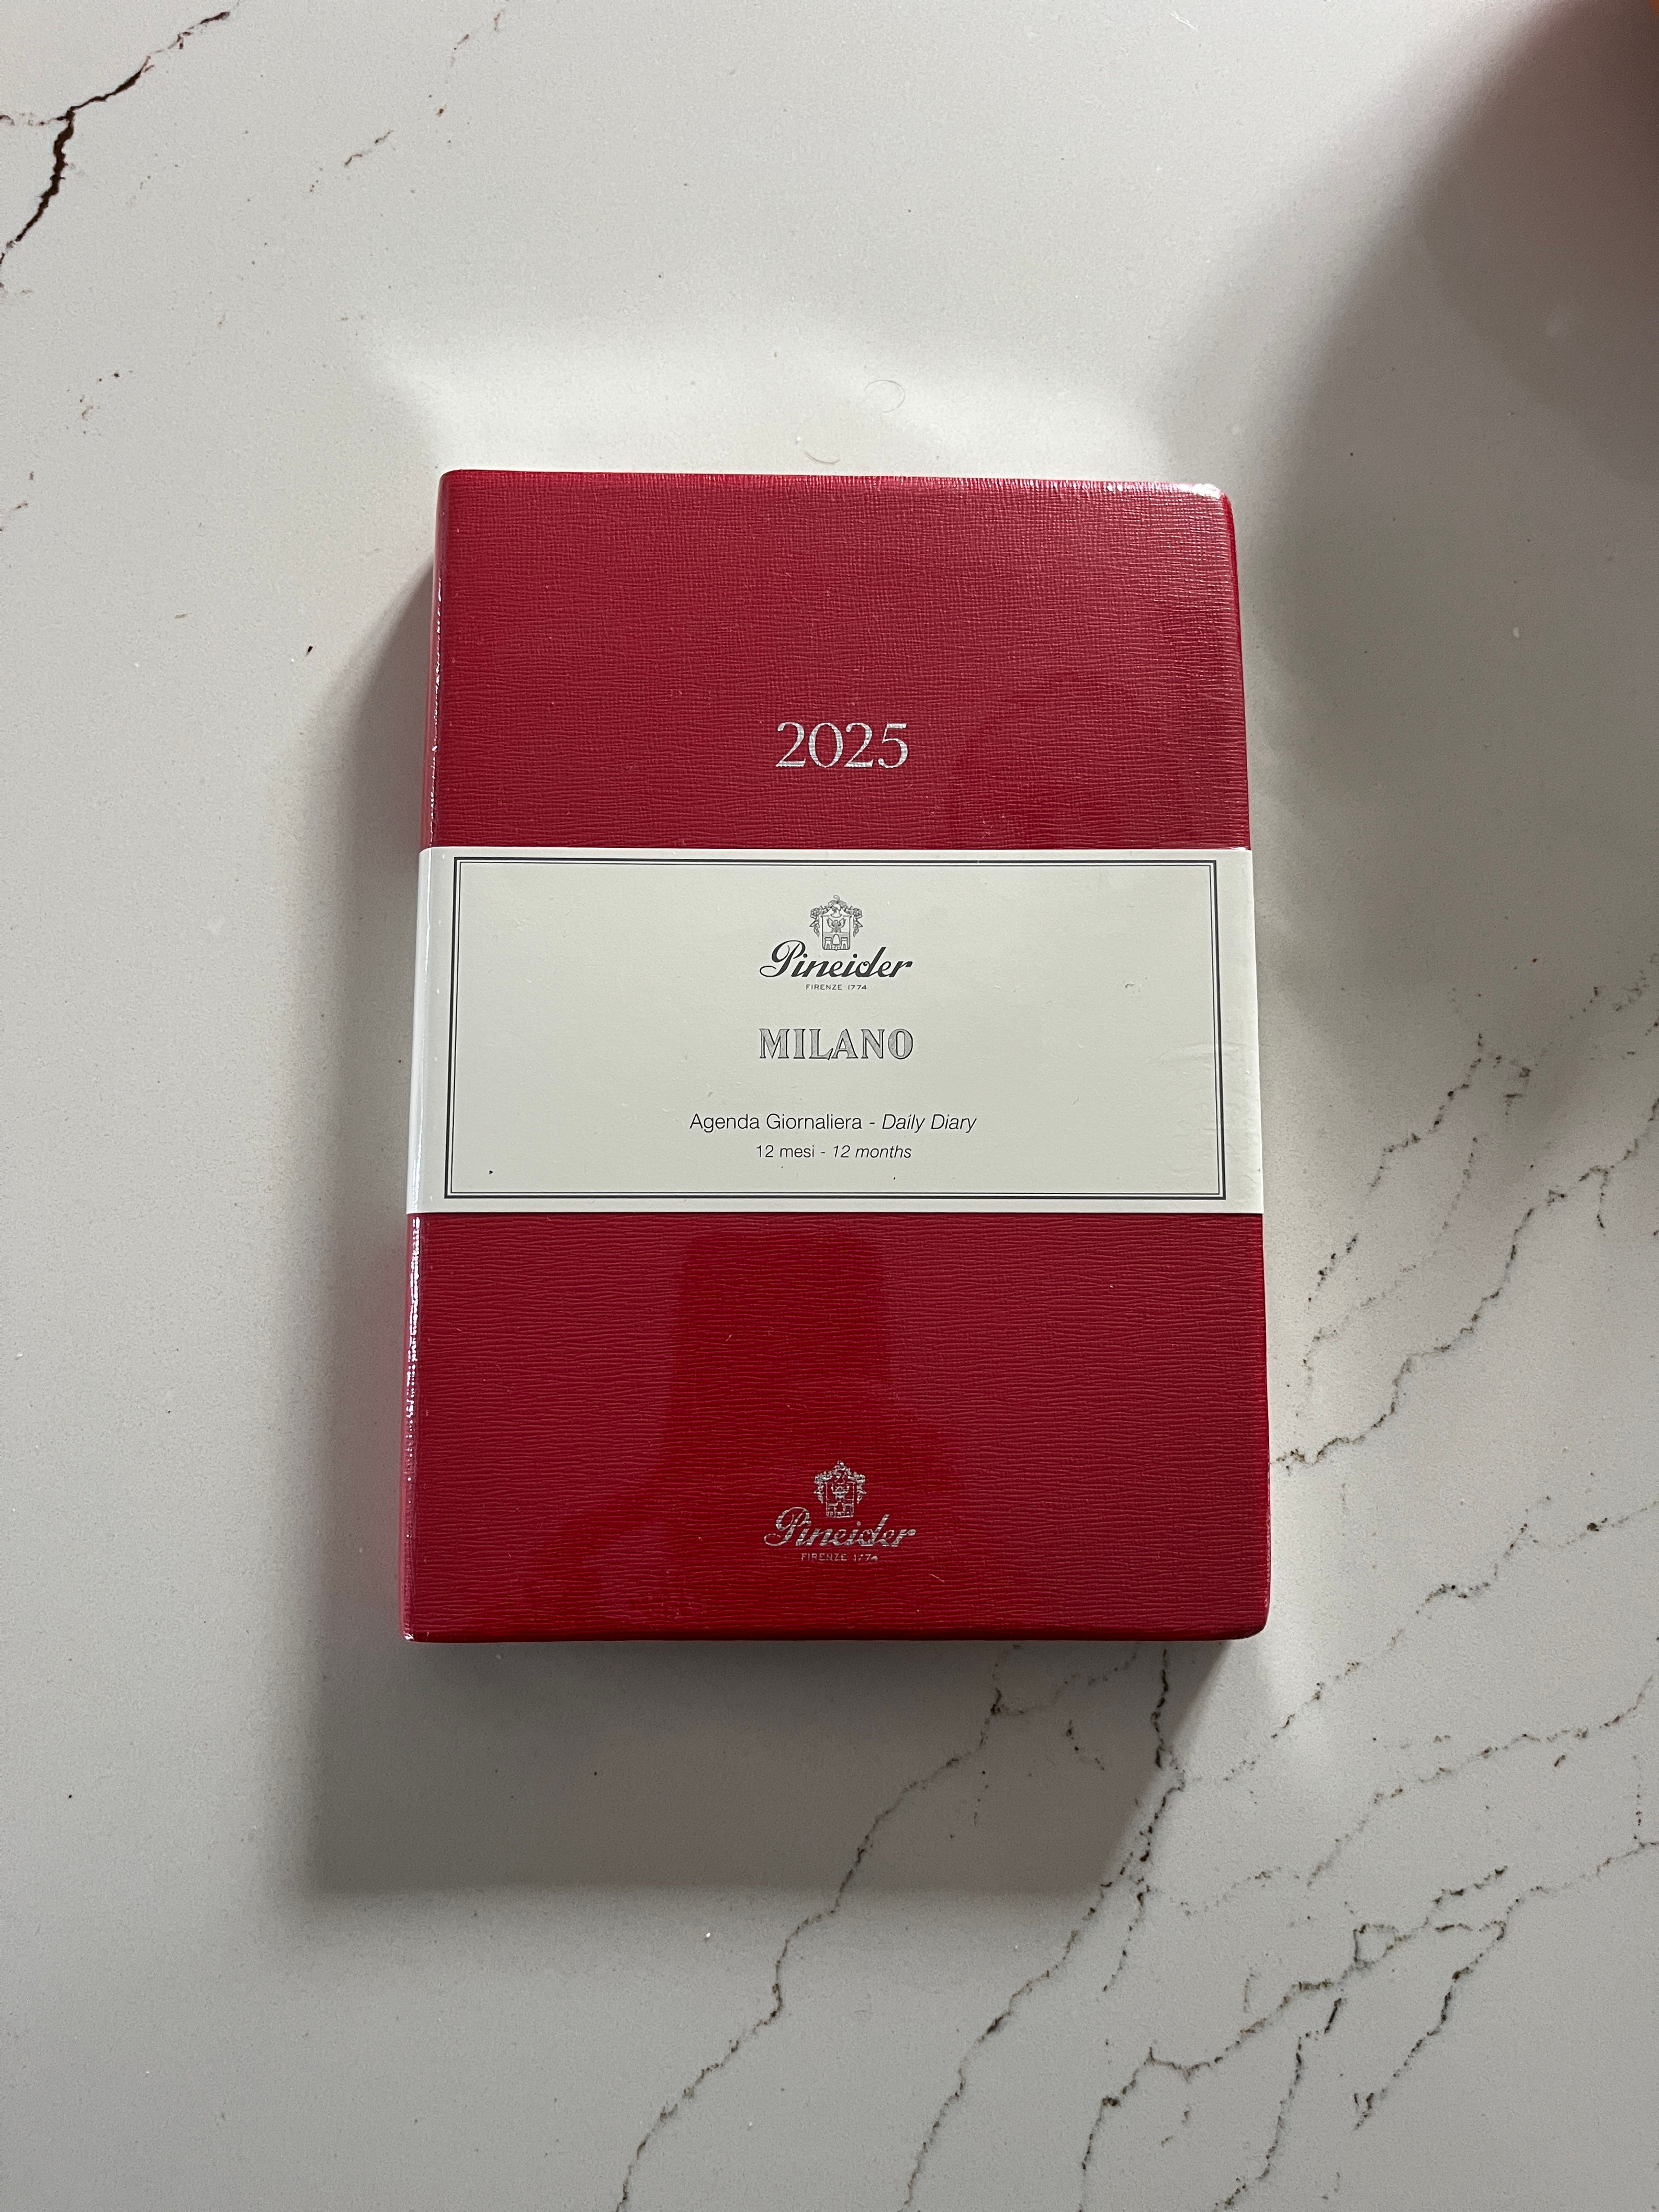 2025
Pineider
FIRENZE 1774
MILANO
Agenda Giornaliera - Daily Diary
12 mesi - 12 months
Pineider
FIRENZE 1774